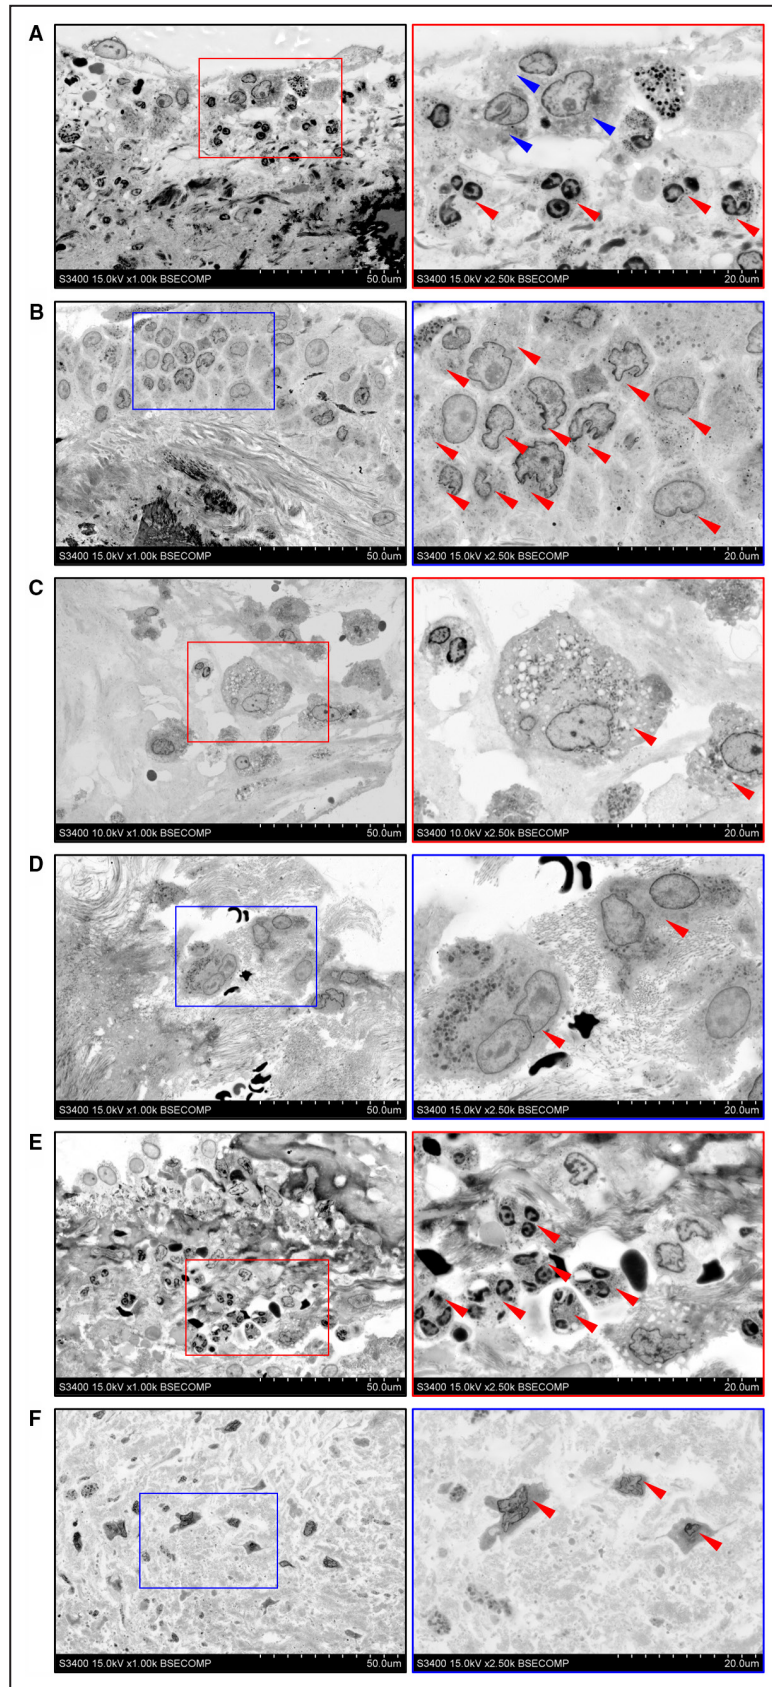 A
S3400 15.0kV x1.00k BSECOMP 50.0um
S3400 15.0kV x2.50k BSECOMP 20.0um
B
S3400 15.0kV x1.00k BSECOMP 50.0um
S3400 15.0kV x2.50k BSECOMP 20.0um
C
S3400 10.0kV x1.00k BSECOMP 50.0um
S3400 10.0kV x2.50k BSECOMP 20.0um
D
S3400 15.0kV x1.00k BSECOMP 50.0um
S3400 15.0kV x2.50k BSECOMP 20.0um
E
S3400 15.0kV x1.00k BSECOMP 50.0um
S3400 15.0kV x2.50k BSECOMP 20.0um
F
S3400 15.0kV x1.00k BSECOMP 50.0um
S3400 15.0kV x2.50k BSECOMP 20.0um